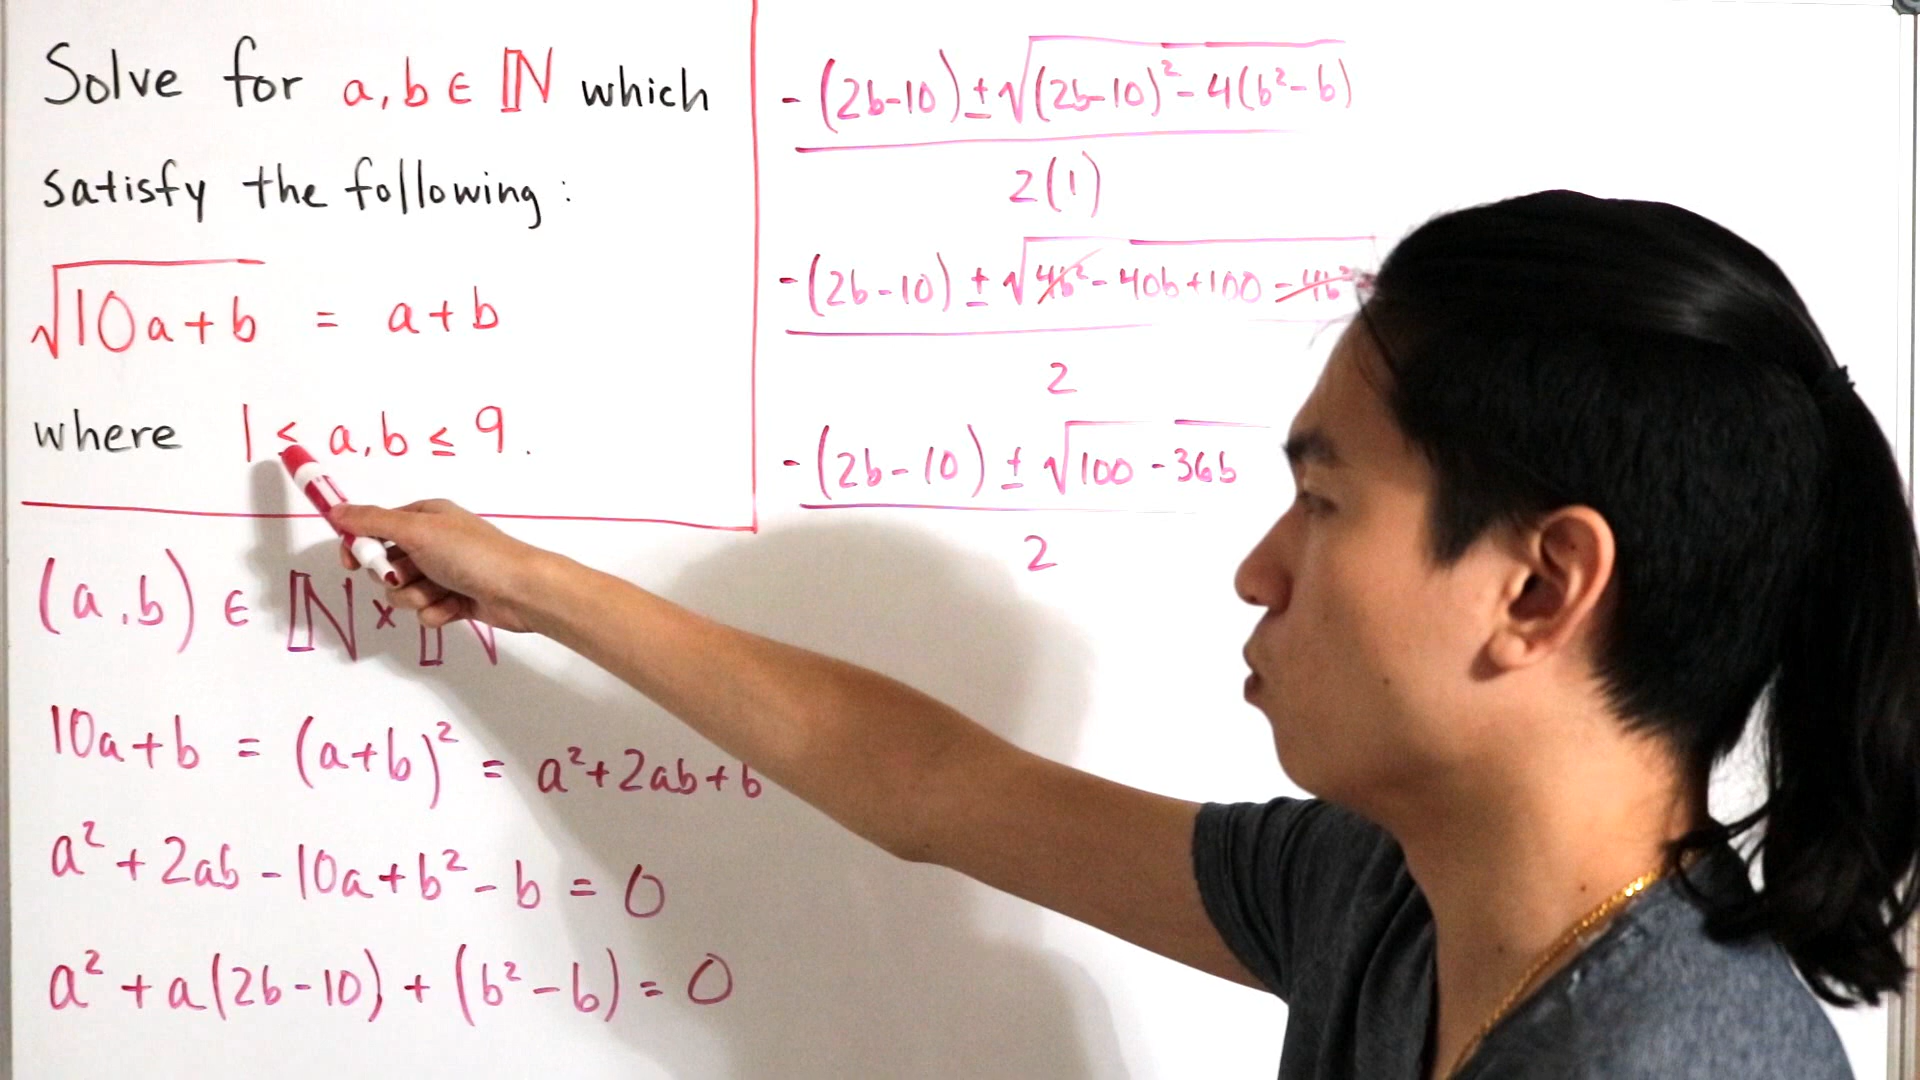 Solve for a, b ∈ ℕ which
satisfy the following:
√(10a+b) = a+b
where 1 ≤ a, b ≤ 9.
(a, b) ∈ ℕ × ℕ
10a+b = (a+b)² = a²+2ab+b
a² + 2ab - 10a + b² - b = 0
a² + a(2b-10) + (b² - b) = 0
-(2b-10) ± √((2b-10)² - 4(b² - b))
2(1)
-(2b-10) ± √(4b² - 40b + 100 - 4b²
2
-(2b-10) ± √(100 - 36b)
2